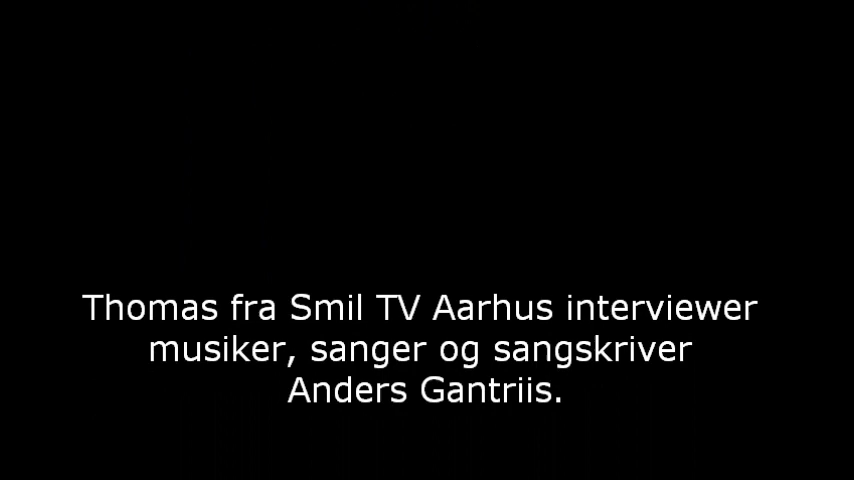 Thomas fra Smil TV Aarhus interviewer
musiker, sanger og sangskriver
Anders Gantriis.